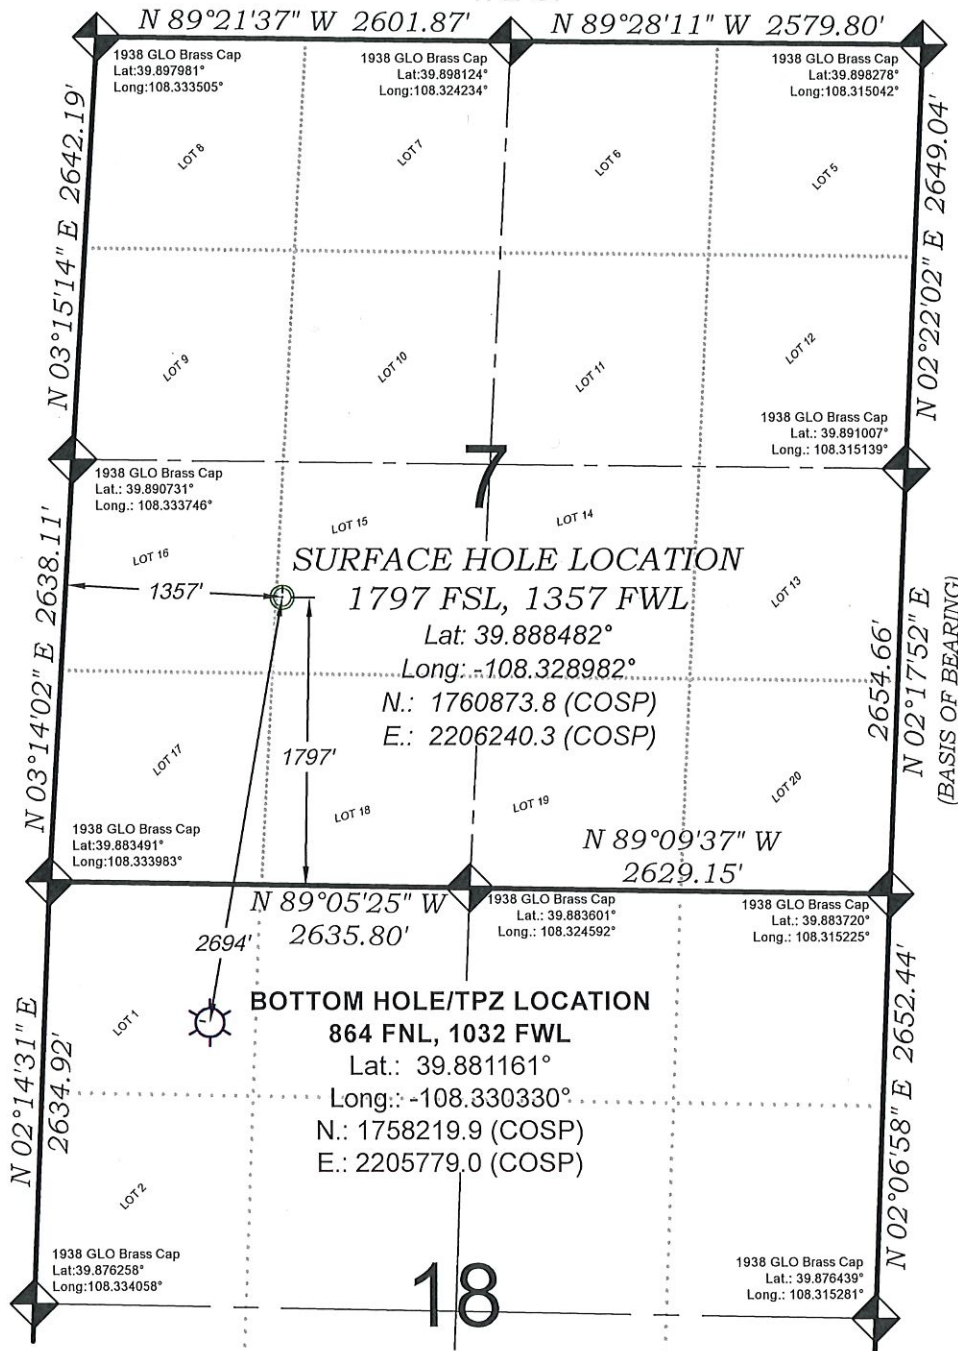 N 89°21'37" W 2601.87'
N 89°28'11" W 2579.80'
1938 GLO Brass Cap
Lat:39.897981°
Long:108.333505°
1938 GLO Brass Cap
Lat:39.898124°
Long:108.324234°
1938 GLO Brass Cap
Lat:39.898278°
Long:108.315042°
N 03°15'14" E 2642.19'
LOT 8
LOT 7
LOT 6
LOT 5
N 02°22'02" E 2649.04'
LOT 9
LOT 10
LOT 11
LOT 12
1938 GLO Brass Cap
Lat.: 39.891007°
Long.: 108.315139°
7
1938 GLO Brass Cap
Lat.: 39.890731°
Long.: 108.333746°
LOT 16
LOT 15
LOT 14
LOT 13
N 03°14'02" E 2638.11'
1357'
SURFACE HOLE LOCATION
1797 FSL, 1357 FWL
Lat: 39.888482°
Long: -108.328982°
N.: 1760873.8 (COSP)
E.: 2206240.3 (COSP)
2654.66'
N 02°17'52" E
(BASIS OF BEARING)
1797'
LOT 17
LOT 18
LOT 19
LOT 20
1938 GLO Brass Cap
Lat:39.883491°
Long:108.333983°
N 89°09'37" W
2629.15'
N 89°05'25" W
2635.80'
1938 GLO Brass Cap
Lat.: 39.883601°
Long.: 108.324592°
1938 GLO Brass Cap
Lat.: 39.883720°
Long.: 108.315225°
2694'
LOT 1
N 02°14'31" E
2634.92'
BOTTOM HOLE/TPZ LOCATION
864 FNL, 1032 FWL
Lat.: 39.881161°
Long.: -108.330330°
N.: 1758219.9 (COSP)
E.: 2205779.0 (COSP)
N 02°06'58" E 2652.44'
LOT 2
1938 GLO Brass Cap
Lat:39.876258°
Long:108.334058°
18
1938 GLO Brass Cap
Lat.: 39.876439°
Long.: 108.315281°